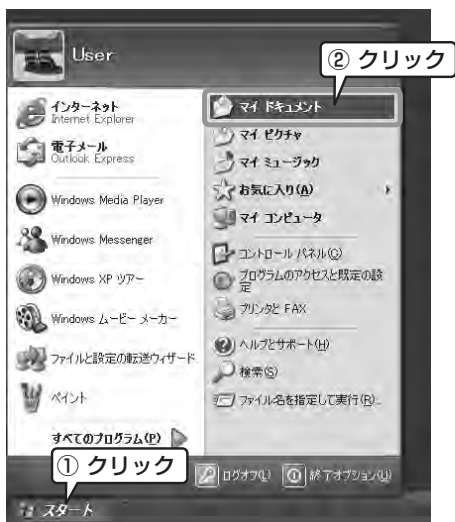 User
② クリック
インターネット
Internet Explorer
電子メール
Outlook Express
Windows Media Player
Windows Messenger
Windows XP ツアー
Windows ムービー メーカー
ファイルと設定の転送ウィザード
ペイント
すべてのプログラム(P)
マイ ドキュメント
マイ ピクチャ
マイ ミュージック
お気に入り(A)
マイ コンピュータ
コントロール パネル(C)
プログラムのアクセスと既定の設
定
プリンタと FAX
ヘルプとサポート(H)
検索(S)
ファイル名を指定して実行(R)...
① クリック
ログオフ(L)
終了オプション(U)
スタート